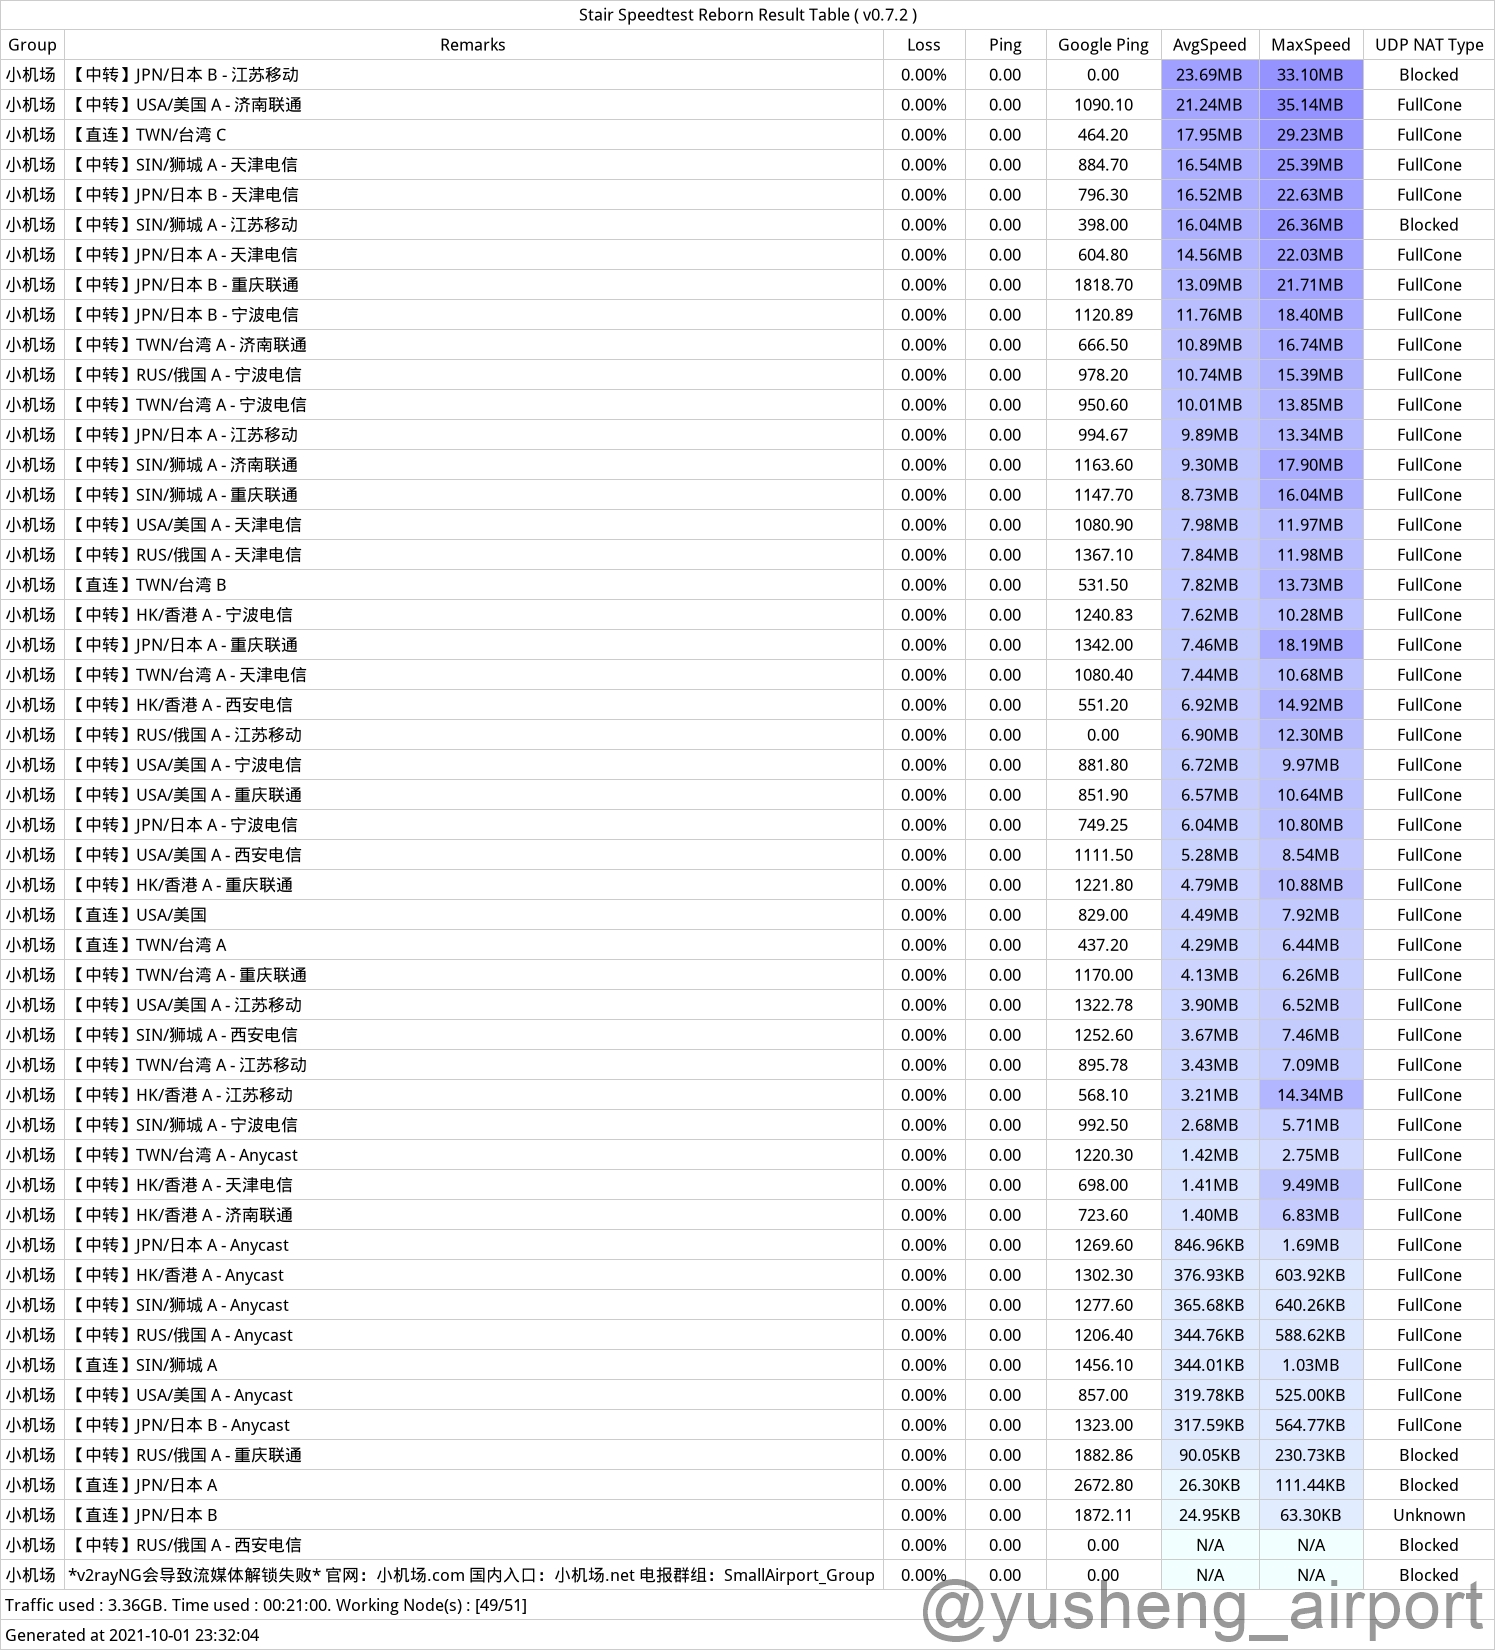 Stair Speedtest Reborn Result Table ( v0.7.2 )
Group Remarks Loss Ping Google Ping AvgSpeed MaxSpeed UDP NAT Type
小机场 【中转】JPN/日本 B - 江苏移动 0.00% 0.00 0.00 23.69MB 33.10MB Blocked
小机场 【中转】USA/美国 A - 济南联通 0.00% 0.00 1090.10 21.24MB 35.14MB FullCone
小机场 【直连】TWN/台湾 C 0.00% 0.00 464.20 17.95MB 29.23MB FullCone
小机场 【中转】SIN/狮城 A - 天津电信 0.00% 0.00 884.70 16.54MB 25.39MB FullCone
小机场 【中转】JPN/日本 B - 天津电信 0.00% 0.00 796.30 16.52MB 22.63MB FullCone
小机场 【中转】SIN/狮城 A - 江苏移动 0.00% 0.00 398.00 16.04MB 26.36MB Blocked
小机场 【中转】JPN/日本 A - 天津电信 0.00% 0.00 604.80 14.56MB 22.03MB FullCone
小机场 【中转】JPN/日本 B - 重庆联通 0.00% 0.00 1818.70 13.09MB 21.71MB FullCone
小机场 【中转】JPN/日本 B - 宁波电信 0.00% 0.00 1120.89 11.76MB 18.40MB FullCone
小机场 【中转】TWN/台湾 A - 济南联通 0.00% 0.00 666.50 10.89MB 16.74MB FullCone
小机场 【中转】RUS/俄国 A - 宁波电信 0.00% 0.00 978.20 10.74MB 15.39MB FullCone
小机场 【中转】TWN/台湾 A - 宁波电信 0.00% 0.00 950.60 10.01MB 13.85MB FullCone
小机场 【中转】JPN/日本 A - 江苏移动 0.00% 0.00 994.67 9.89MB 13.34MB FullCone
小机场 【中转】SIN/狮城 A - 济南联通 0.00% 0.00 1163.60 9.30MB 17.90MB FullCone
小机场 【中转】SIN/狮城 A - 重庆联通 0.00% 0.00 1147.70 8.73MB 16.04MB FullCone
小机场 【中转】USA/美国 A - 天津电信 0.00% 0.00 1080.90 7.98MB 11.97MB FullCone
小机场 【中转】RUS/俄国 A - 天津电信 0.00% 0.00 1367.10 7.84MB 11.98MB FullCone
小机场 【直连】TWN/台湾 B 0.00% 0.00 531.50 7.82MB 13.73MB FullCone
小机场 【中转】HK/香港 A - 宁波电信 0.00% 0.00 1240.83 7.62MB 10.28MB FullCone
小机场 【中转】JPN/日本 A - 重庆联通 0.00% 0.00 1342.00 7.46MB 18.19MB FullCone
小机场 【中转】TWN/台湾 A - 天津电信 0.00% 0.00 1080.40 7.44MB 10.68MB FullCone
小机场 【中转】HK/香港 A - 西安电信 0.00% 0.00 551.20 6.92MB 14.92MB FullCone
小机场 【中转】RUS/俄国 A - 江苏移动 0.00% 0.00 0.00 6.90MB 12.30MB FullCone
小机场 【中转】USA/美国 A - 宁波电信 0.00% 0.00 881.80 6.72MB 9.97MB FullCone
小机场 【中转】USA/美国 A - 重庆联通 0.00% 0.00 851.90 6.57MB 10.64MB FullCone
小机场 【中转】JPN/日本 A - 宁波电信 0.00% 0.00 749.25 6.04MB 10.80MB FullCone
小机场 【中转】USA/美国 A - 西安电信 0.00% 0.00 1111.50 5.28MB 8.54MB FullCone
小机场 【中转】HK/香港 A - 重庆联通 0.00% 0.00 1221.80 4.79MB 10.88MB FullCone
小机场 【直连】USA/美国 0.00% 0.00 829.00 4.49MB 7.92MB FullCone
小机场 【直连】TWN/台湾 A 0.00% 0.00 437.20 4.29MB 6.44MB FullCone
小机场 【中转】TWN/台湾 A - 重庆联通 0.00% 0.00 1170.00 4.13MB 6.26MB FullCone
小机场 【中转】USA/美国 A - 江苏移动 0.00% 0.00 1322.78 3.90MB 6.52MB FullCone
小机场 【中转】SIN/狮城 A - 西安电信 0.00% 0.00 1252.60 3.67MB 7.46MB FullCone
小机场 【中转】TWN/台湾 A - 江苏移动 0.00% 0.00 895.78 3.43MB 7.09MB FullCone
小机场 【中转】HK/香港 A - 江苏移动 0.00% 0.00 568.10 3.21MB 14.34MB FullCone
小机场 【中转】SIN/狮城 A - 宁波电信 0.00% 0.00 992.50 2.68MB 5.71MB FullCone
小机场 【中转】TWN/台湾 A - Anycast 0.00% 0.00 1220.30 1.42MB 2.75MB FullCone
小机场 【中转】HK/香港 A - 天津电信 0.00% 0.00 698.00 1.41MB 9.49MB FullCone
小机场 【中转】HK/香港 A - 济南联通 0.00% 0.00 723.60 1.40MB 6.83MB FullCone
小机场 【中转】JPN/日本 A - Anycast 0.00% 0.00 1269.60 846.96KB 1.69MB FullCone
小机场 【中转】HK/香港 A - Anycast 0.00% 0.00 1302.30 376.93KB 603.92KB FullCone
小机场 【中转】SIN/狮城 A - Anycast 0.00% 0.00 1277.60 365.68KB 640.26KB FullCone
小机场 【中转】RUS/俄国 A - Anycast 0.00% 0.00 1206.40 344.76KB 588.62KB FullCone
小机场 【直连】SIN/狮城 A 0.00% 0.00 1456.10 344.01KB 1.03MB FullCone
小机场 【中转】USA/美国 A - Anycast 0.00% 0.00 857.00 319.78KB 525.00KB FullCone
小机场 【中转】JPN/日本 B - Anycast 0.00% 0.00 1323.00 317.59KB 564.77KB FullCone
小机场 【中转】RUS/俄国 A - 重庆联通 0.00% 0.00 1882.86 90.05KB 230.73KB Blocked
小机场 【直连】JPN/日本 A 0.00% 0.00 2672.80 26.30KB 111.44KB Blocked
小机场 【直连】JPN/日本 B 0.00% 0.00 1872.11 24.95KB 63.30KB Unknown
小机场 【中转】RUS/俄国 A - 西安电信 0.00% 0.00 0.00 N/A N/A Blocked
小机场 *v2rayNG会导致流媒体解锁失败* 官网：小机场.com 国内入口：小机场.net 电报群组：SmallAirport_Group 0.00% 0.00 0.00 N/A N/A Blocked
Traffic used : 3.36GB. Time used : 00:21:00. Working Node(s) : [49/51]
@yusheng_airport
Generated at 2021-10-01 23:32:04